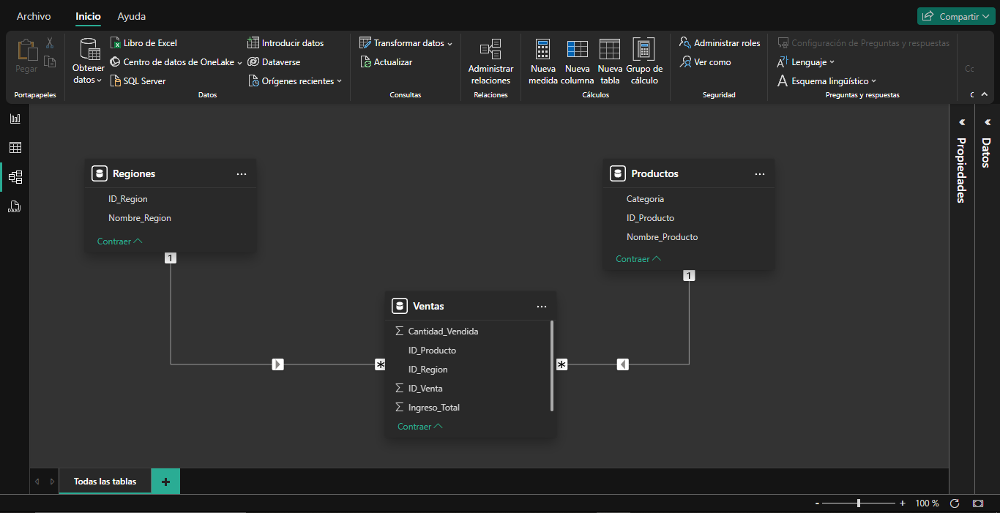 Archivo
Inicio
Ayuda
Compartir
Pegar
Portapapeles
Obtener
datos
Libro de Excel
Centro de datos de OneLake
SQL Server
Introducir datos
Dataverse
Orígenes recientes
Datos
Transformar datos
Actualizar
Consultas
Administrar
relaciones
Relaciones
Nueva
medida
Nueva
columna
Nueva
tabla
Grupo de
cálculo
Cálculos
Administrar roles
Ver como
Seguridad
Configuración de Preguntas y respuestas
Lenguaje
Esquema lingüístico
Preguntas y respuestas
DAX
Regiones
ID_Region
Nombre_Region
Contraer
1
Productos
Categoria
ID_Producto
Nombre_Producto
Contraer
1
Ventas
Σ Cantidad_Vendida
ID_Producto
ID_Region
Σ ID_Venta
Σ Ingreso_Total
Contraer
*
*
Propiedades
Datos
Todas las tablas
+
- + 100 %